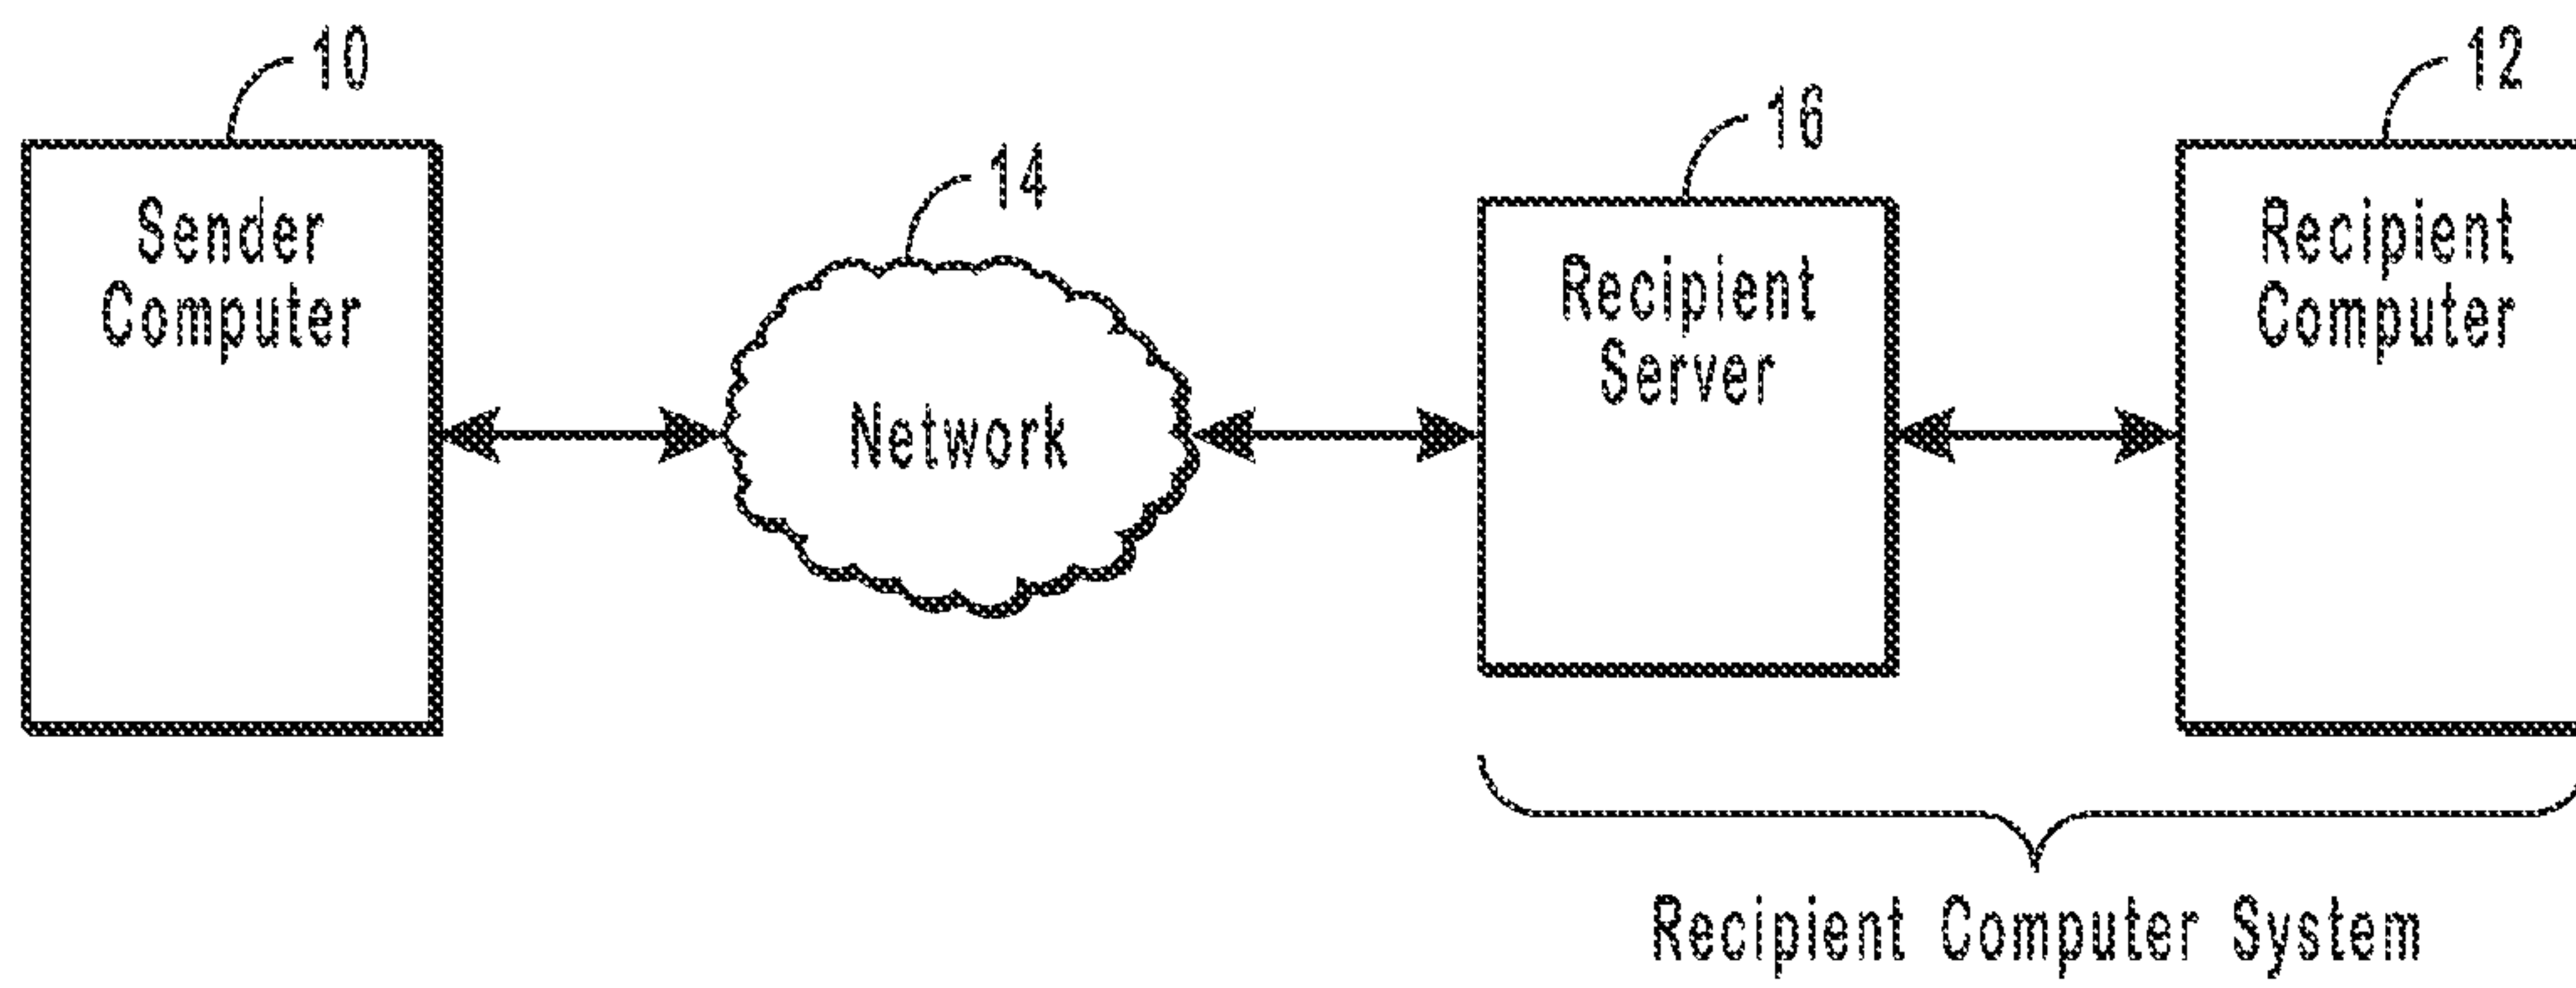 10
Sender
Computer
14
Network
16
Recipient
Server
12
Recipient
Computer
Recipient Computer System